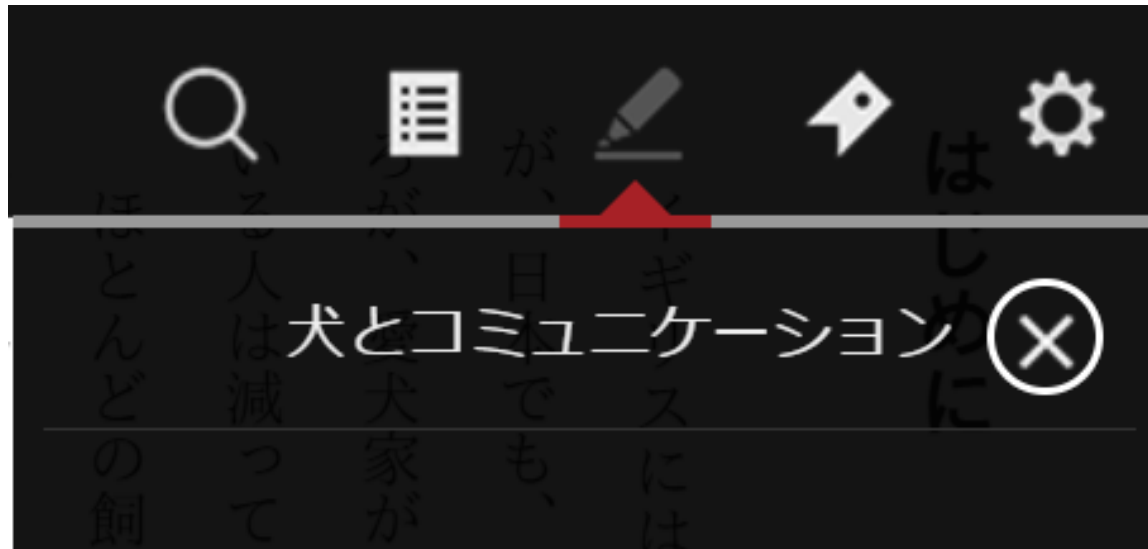 犬とコミュニケーション
はじめに
イギリスには
が、日本でも、
ろが、愛犬家が
いる人は減って
ほとんどの飼